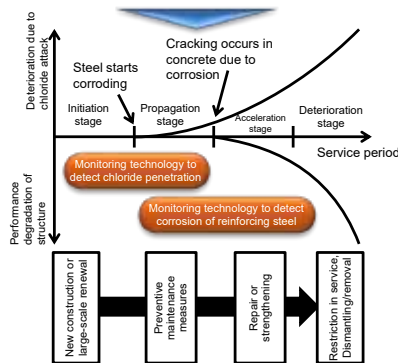 Deterioration due to
chloride attack
Cracking occurs in
concrete due to
corrosion
Steel starts
corroding
Initiation
stage
Propagation
stage
Acceleration
stage
Deterioration
stage
Service period
Monitoring technology to
detect chloride penetration
Monitoring technology to detect
corrosion of reinforcing steel
Performance
degradation of
structure
New construction or
large-scale renewal
Preventive
maintenance
measures
Repair or
strengthening
Restriction in service,
Dismantling/removal